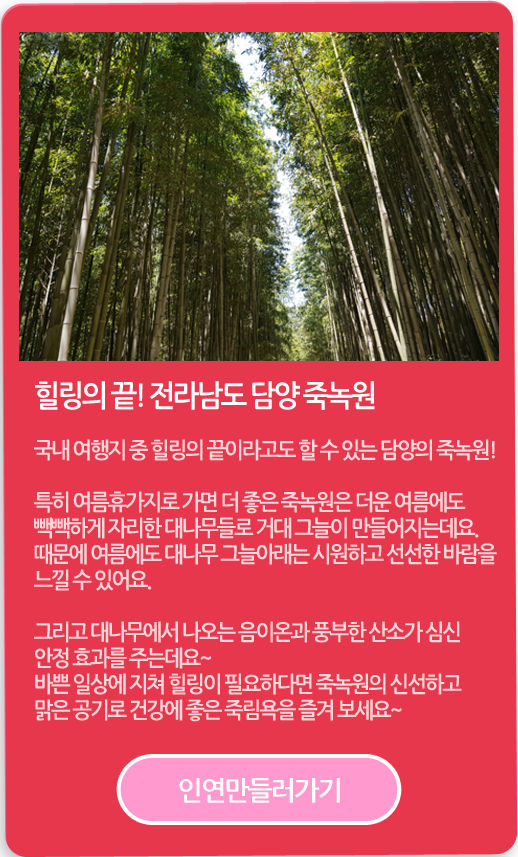 힐링의 끝! 전라남도 담양 죽녹원
국내 여행지 중 힐링의 끝이라고도 할 수 있는 담양의 죽녹원!
특히 여름휴가지로 가면 더 좋은 죽녹원은 더운 여름에도
빽빽하게 자리한 대나무들로 거대 그늘이 만들어지는데요.
때문에 여름에도 대나무 그늘아래는 시원하고 선선한 바람을
느낄 수 있어요.
그리고 대나무에서 나오는 음이온과 풍부한 산소가 심신
안정 효과를 주는데요~
바쁜 일상에 지쳐 힐링이 필요하다면 죽녹원의 신선하고
맑은 공기로 건강에 좋은 죽림욕을 즐겨 보세요~
인연만들러가기